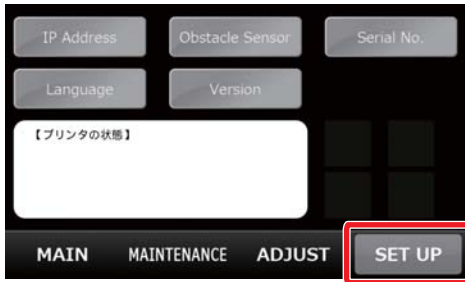 IP Address Obstacle Sensor Serial No.
Language Version
【プリンタの状態】
MAIN MAINTENANCE ADJUST SET UP